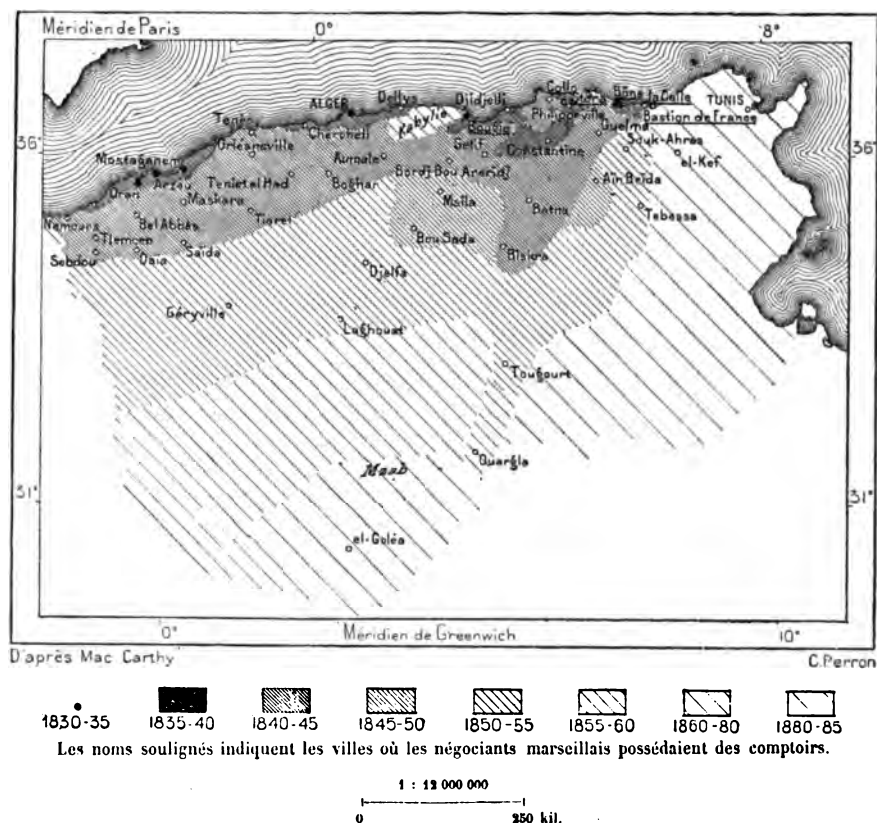 Méridien de Paris 0° 8°
Collo
Bône la Calle
ALGER Dellys Djidjelli TUNIS
Philippeville Bastion de France
Ténès Kabylie Bougie Guelma
36° Cherchell Souk-Ahras 36°
Orléansville Sétif Constantine el-Kef
Mostaganem Aumale
Arzeu Teniet el Had Boghar Bordj Bou Areridj Aïn Beïda
Oran Maskara Msila Batna Tebessa
Nemours Tiaret
Tlemcen Bel Abbès Bou Sada
Sebdou Daïa Saïda Biskra
Djelfa
Géryville
Laghouat
Tougourt
Mzab Ouargla
31° 31°
el-Goléa
0° Méridien de Greenwich 10°
D'après Mac Carthy C. Perron
1830-35 1835-40 1840-45 1845-50 1850-55 1855-60 1860-80 1880-85
Les noms soulignés indiquent les villes où les négociants marseillais possédaient des comptoirs.
1 : 12 000 000
0 250 kil.